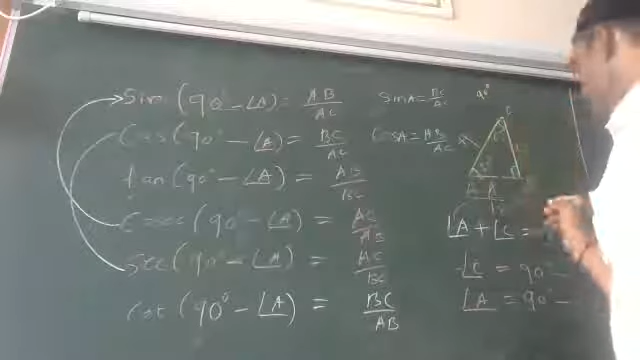 Sin (90° - ∠A) = AB/AC
Cos (90° - ∠A) = BC/AC
tan (90° - ∠A) = AB/BC
Cosec (90° - ∠A) = AC/AB
Sec (90° - ∠A) = AC/BC
Cot (90° - ∠A) = BC/AB
SinA = BC/AC
CosA = AB/AC
C
∠A + ∠C =
∠C = 90° -
∠A = 90° -